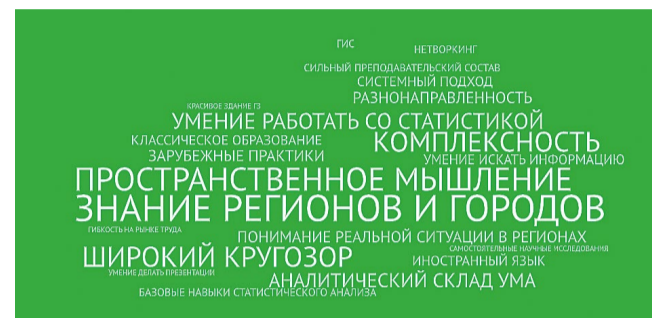 ГИС
НЕТВОРКИНГ
СИЛЬНЫЙ ПРЕПОДАВАТЕЛЬСКИЙ СОСТАВ
СИСТЕМНЫЙ ПОДХОД
РАЗНОНАПРАВЛЕННОСТЬ
КРАСИВОЕ ЗДАНИЕ ГЗ
УМЕНИЕ РАБОТАТЬ СО СТАТИСТИКОЙ
КЛАССИЧЕСКОЕ ОБРАЗОВАНИЕ
КОМПЛЕКСНОСТЬ
ЗАРУБЕЖНЫЕ ПРАКТИКИ
УМЕНИЕ ИСКАТЬ ИНФОРМАЦИЮ
ПРОСТРАНСТВЕННОЕ МЫШЛЕНИЕ
ЗНАНИЕ РЕГИОНОВ И ГОРОДОВ
ГИБКОСТЬ НА РЫНКЕ ТРУДА
ПОНИМАНИЕ РЕАЛЬНОЙ СИТУАЦИИ В РЕГИОНАХ
САМОСТОЯТЕЛЬНЫЕ НАУЧНЫЕ ИССЛЕДОВАНИЯ
ШИРОКИЙ КРУГОЗОР
ИНОСТРАННЫЙ ЯЗЫК
УМЕНИЕ ДЕЛАТЬ ПРЕЗЕНТАЦИИ
АНАЛИТИЧЕСКИЙ СКЛАД УМА
БАЗОВЫЕ НАВЫКИ СТАТИСТИЧЕСКОГО АНАЛИЗА